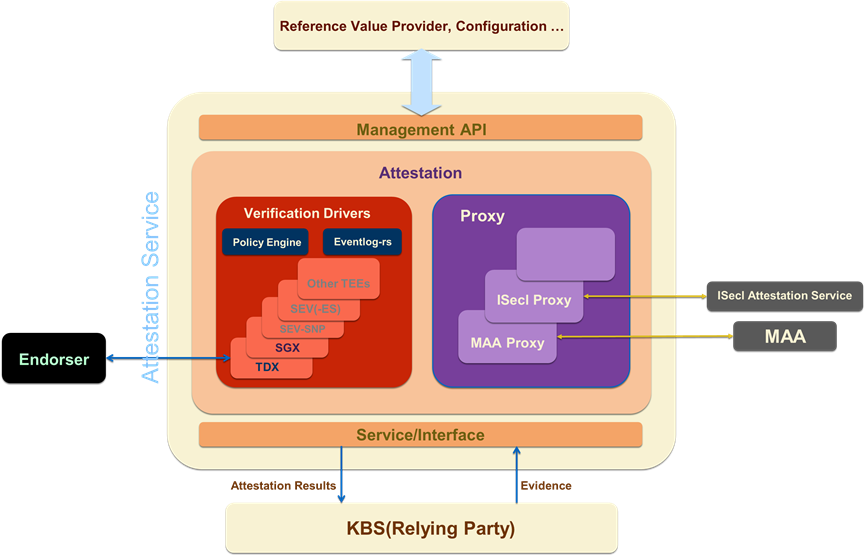 Reference Value Provider, Configuration …
Management API
Attestation
Attestation Service
Verification Drivers
Policy Engine
Eventlog-rs
Other TEEs
SEV(-ES)
SEV-SNP
SGX
TDX
Proxy
ISecl Proxy
MAA Proxy
ISecl Attestation Service
MAA
Endorser
Service/Interface
Attestation Results
Evidence
KBS(Relying Party)